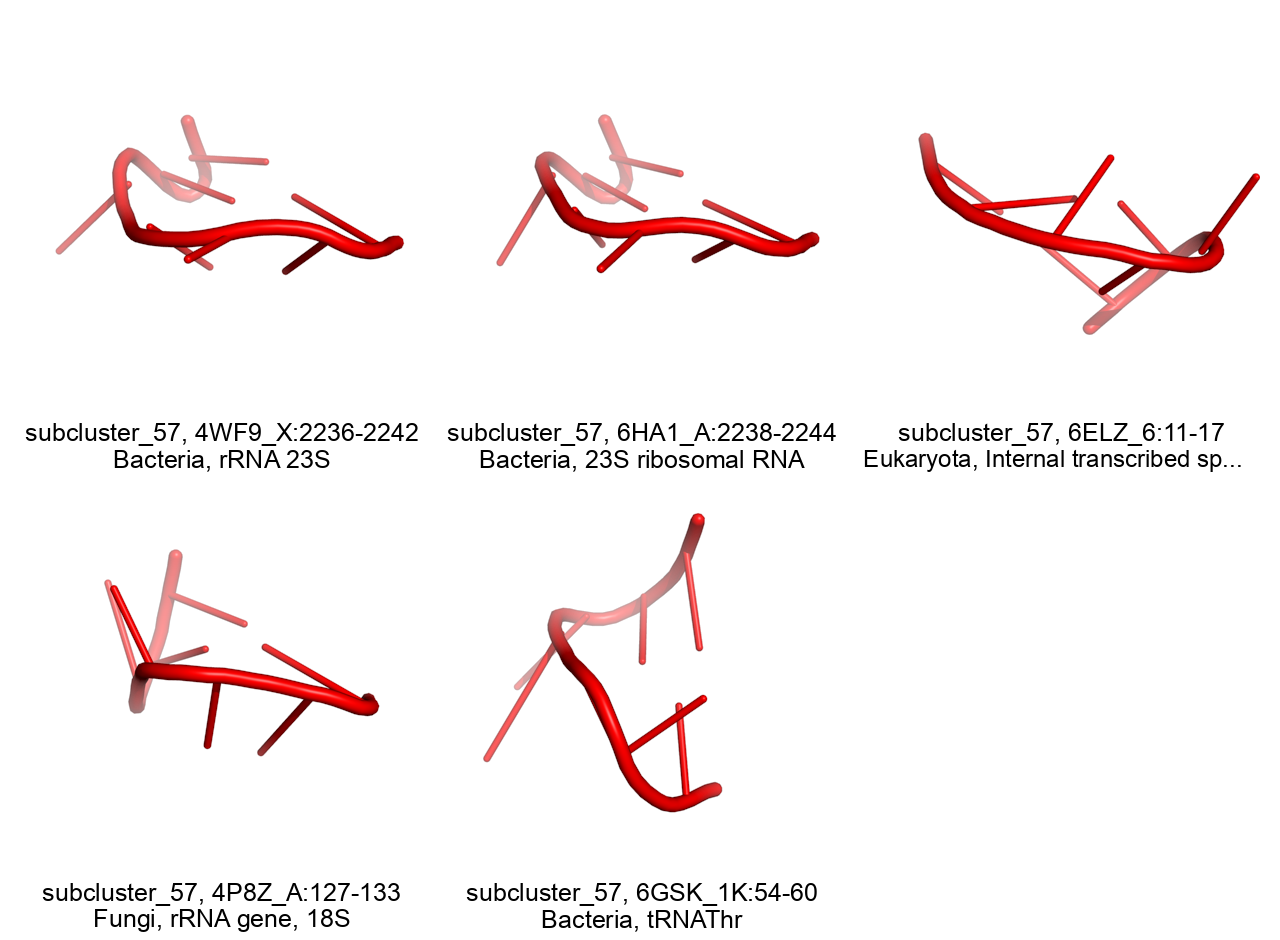 subcluster_57, 4WF9_X:2236-2242
Bacteria, rRNA 23S
subcluster_57, 6HA1_A:2238-2244
Bacteria, 23S ribosomal RNA
subcluster_57, 6ELZ_6:11-17
Eukaryota, Internal transcribed sp...
subcluster_57, 4P8Z_A:127-133
Fungi, rRNA gene, 18S
subcluster_57, 6GSK_1K:54-60
Bacteria, tRNAThr